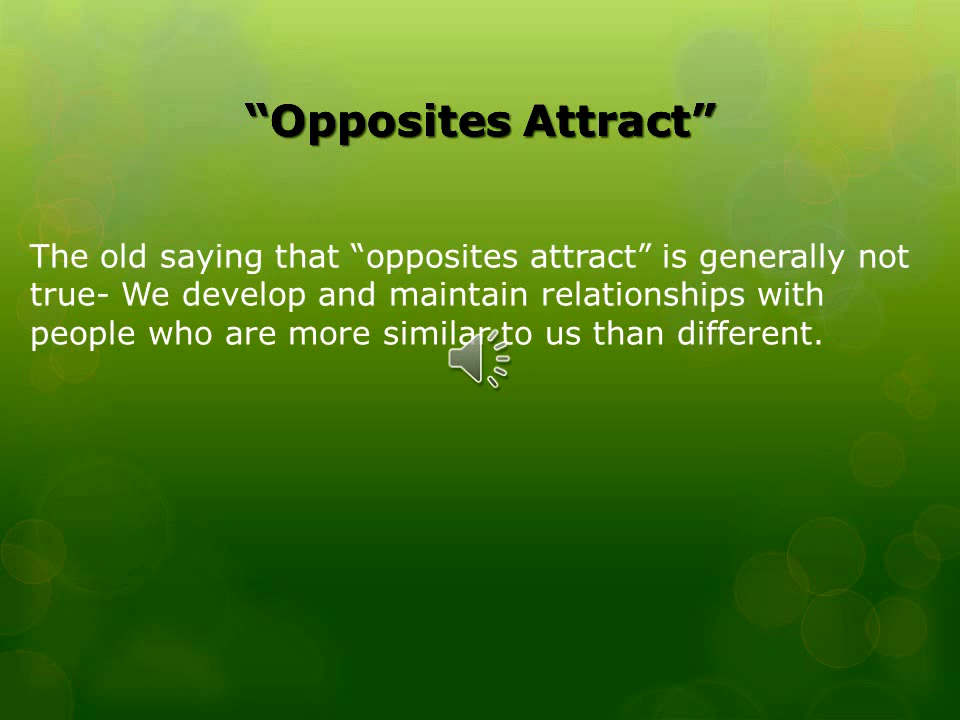 “Opposites Attract”
The old saying that “opposites attract” is generally not
true- We develop and maintain relationships with
people who are more similar to us than different.